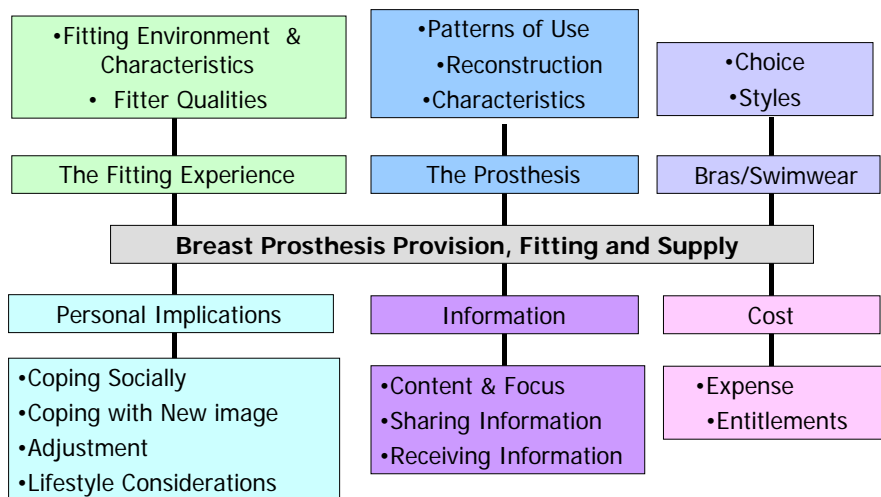 •Fitting Environment &
Characteristics
• Fitter Qualities
•Patterns of Use
•Reconstruction
•Characteristics
•Choice
•Styles
The Fitting Experience
The Prosthesis
Bras/Swimwear
Breast Prosthesis Provision, Fitting and Supply
Personal Implications
Information
Cost
•Coping Socially
•Coping with New image
•Adjustment
•Lifestyle Considerations
•Content & Focus
•Sharing Information
•Receiving Information
•Expense
•Entitlements